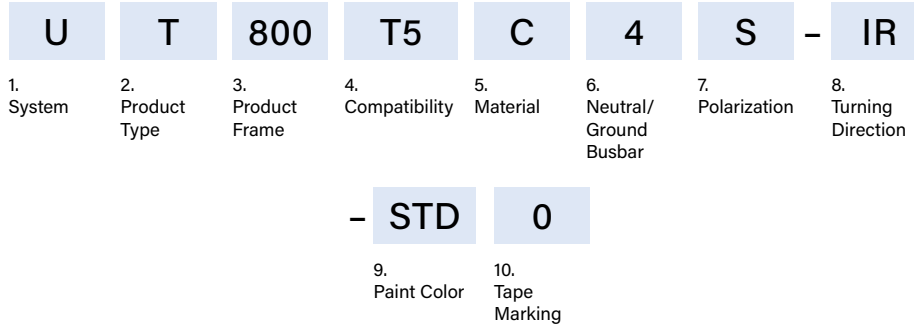 U T 800 T5 C 4 S – IR
1. 2. 3. 4. 5. 6. 7. 8.
System Product Product Compatibility Material Neutral/ Polarization Turning
Type Frame Ground Direction
Busbar
– STD 0
9. 10.
Paint Color Tape
Marking